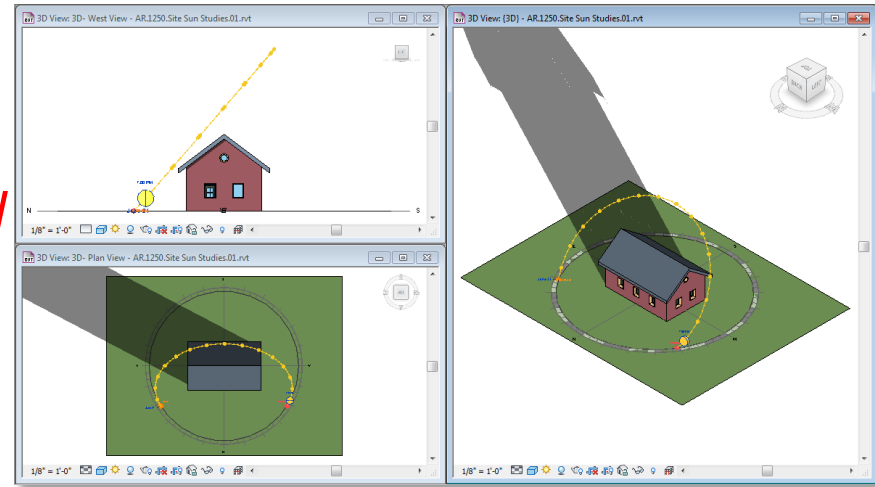 3D View: 3D- West View - AR.1250.Site Sun Studies.01.rvt
N
S
1/8" = 1'-0"
3D View: 3D- Plan View - AR.1250.Site Sun Studies.01.rvt
1/8" = 1'-0"
3D View: {3D} - AR.1250.Site Sun Studies.01.rvt
BACK
LEFT
1/8" = 1'-0"